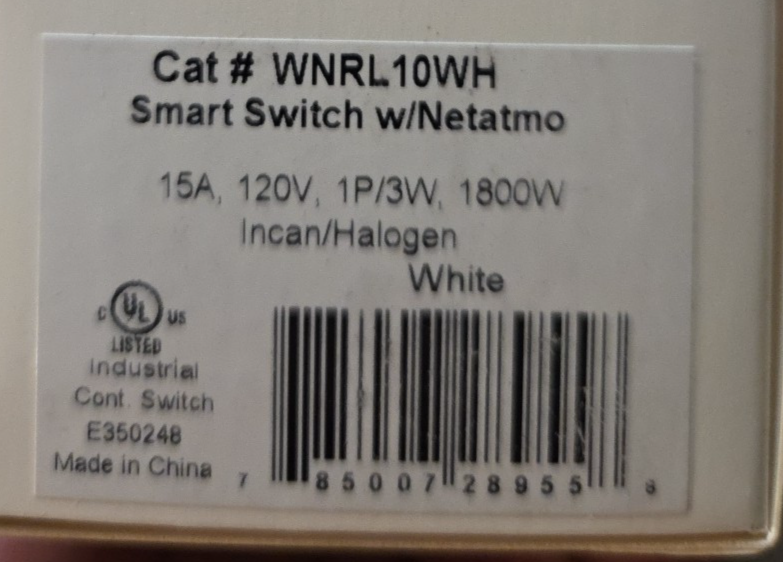 Cat # WNRL10WH
Smart Switch w/Netatmo
15A, 120V, 1P/3W, 1800W
Incan/Halogen
White
C UL US
LISTED
Industrial
Cont. Switch
E350248
Made in China
7 85007 28955 8